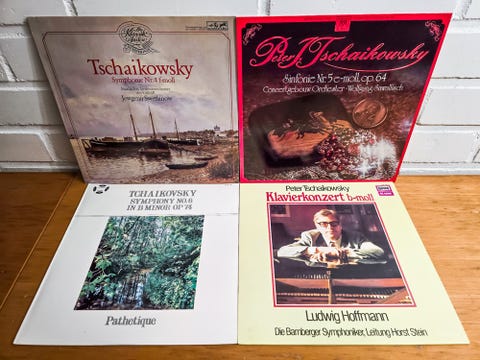 Tschaikowsky
Symphonie Nr. 4 f-moll
Jewgenij Swetlanow
Peter I. Tschaikowsky
Sinfonie Nr. 5 e-moll, op. 64
Concertgebouw Orchester · Wolfgang Sawallisch
TCHAIKOVSKY
SYMPHONY NO.6
IN B MINOR OP 74
Pathetique
Peter Tschaikowsky
Klavierkonzert b-moll
Ludwig Hoffmann
Die Bamberger Symphoniker, Leitung Horst Stein